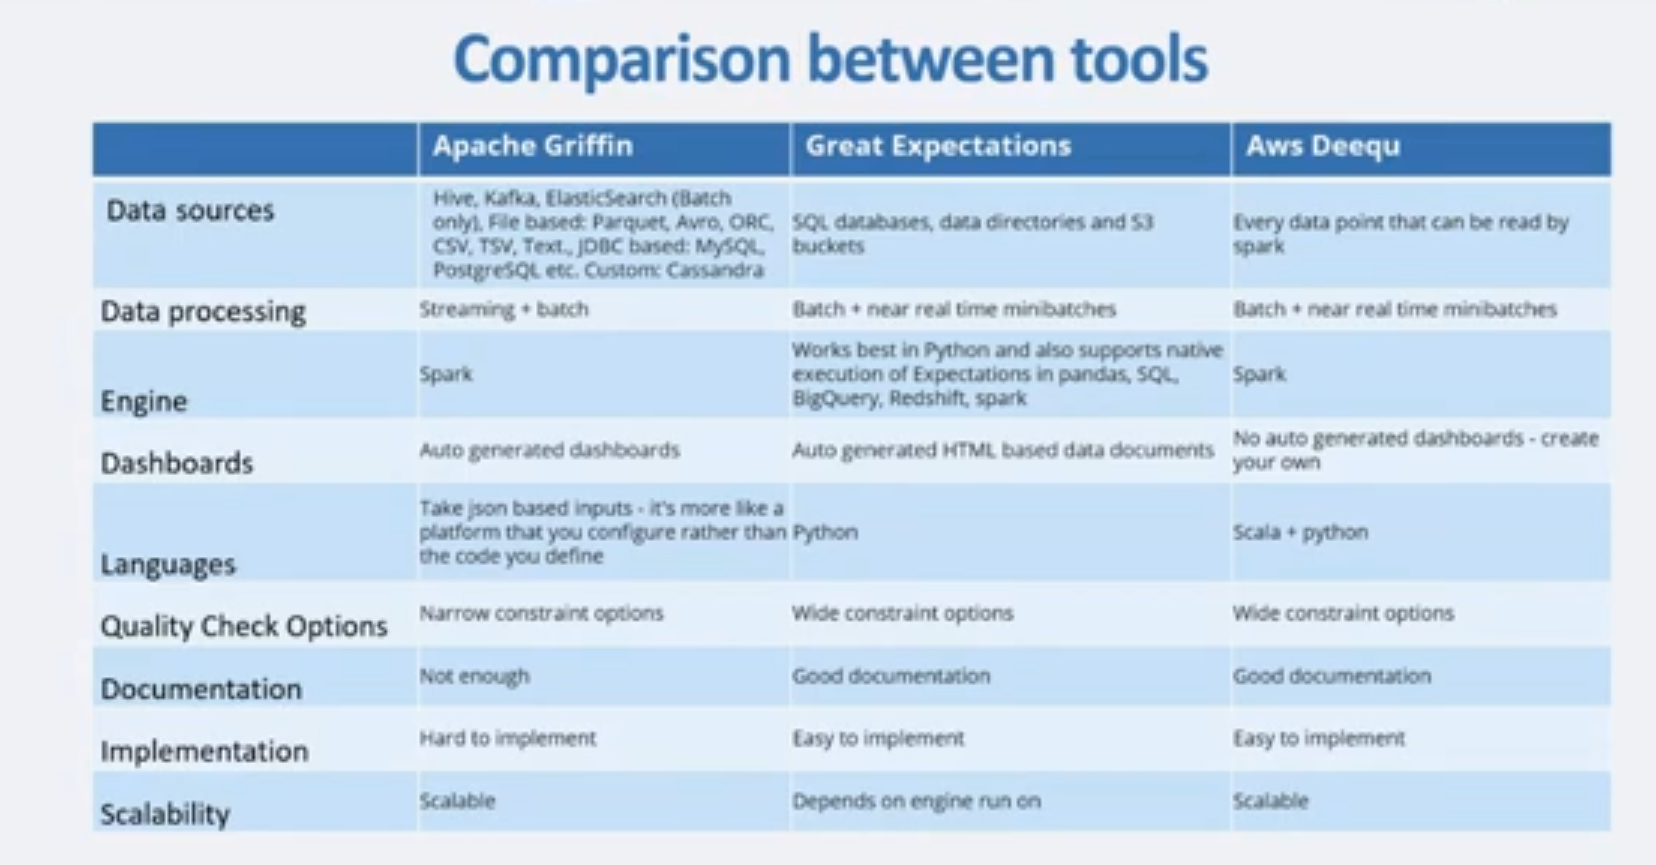 Comparison between tools
Apache Griffin Great Expectations Aws Deequ
Data sources
Hive, Kafka, ElasticSearch (Batch
only), File based: Parquet, Avro, ORC,
CSV, TSV, Text., JDBC based: MySQL,
PostgreSQL etc. Custom: Cassandra
SQL databases, data directories and S3
buckets
Every data point that can be read by
spark
Data processing
Streaming + batch
Batch + near real time minibatches
Batch + near real time minibatches
Engine
Spark
Works best in Python and also supports native
execution of Expectations in pandas, SQL,
BigQuery, Redshift, spark
Spark
Dashboards
Auto generated dashboards
Auto generated HTML based data documents
No auto generated dashboards - create
your own
Languages
Take json based inputs - it's more like a
platform that you configure rather than
the code you define
Python
Scala + python
Quality Check Options
Narrow constraint options
Wide constraint options
Wide constraint options
Documentation
Not enough
Good documentation
Good documentation
Implementation
Hard to implement
Easy to implement
Easy to implement
Scalability
Scalable
Depends on engine run on
Scalable